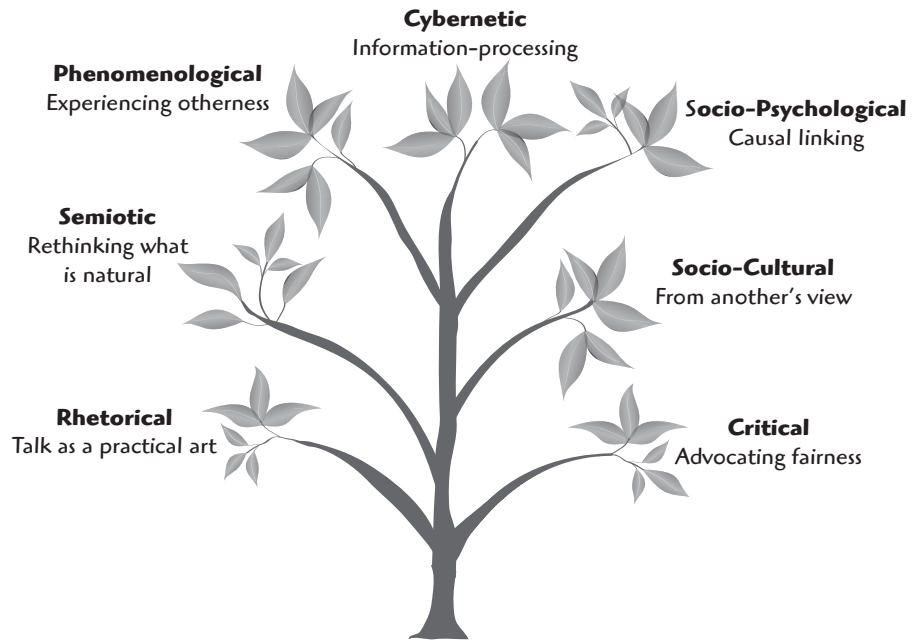 Cybernetic
Information-processing
Phenomenological
Experiencing otherness
Socio-Psychological
Causal linking
Semiotic
Rethinking what
is natural
Socio-Cultural
From another's view
Rhetorical
Talk as a practical art
Critical
Advocating fairness